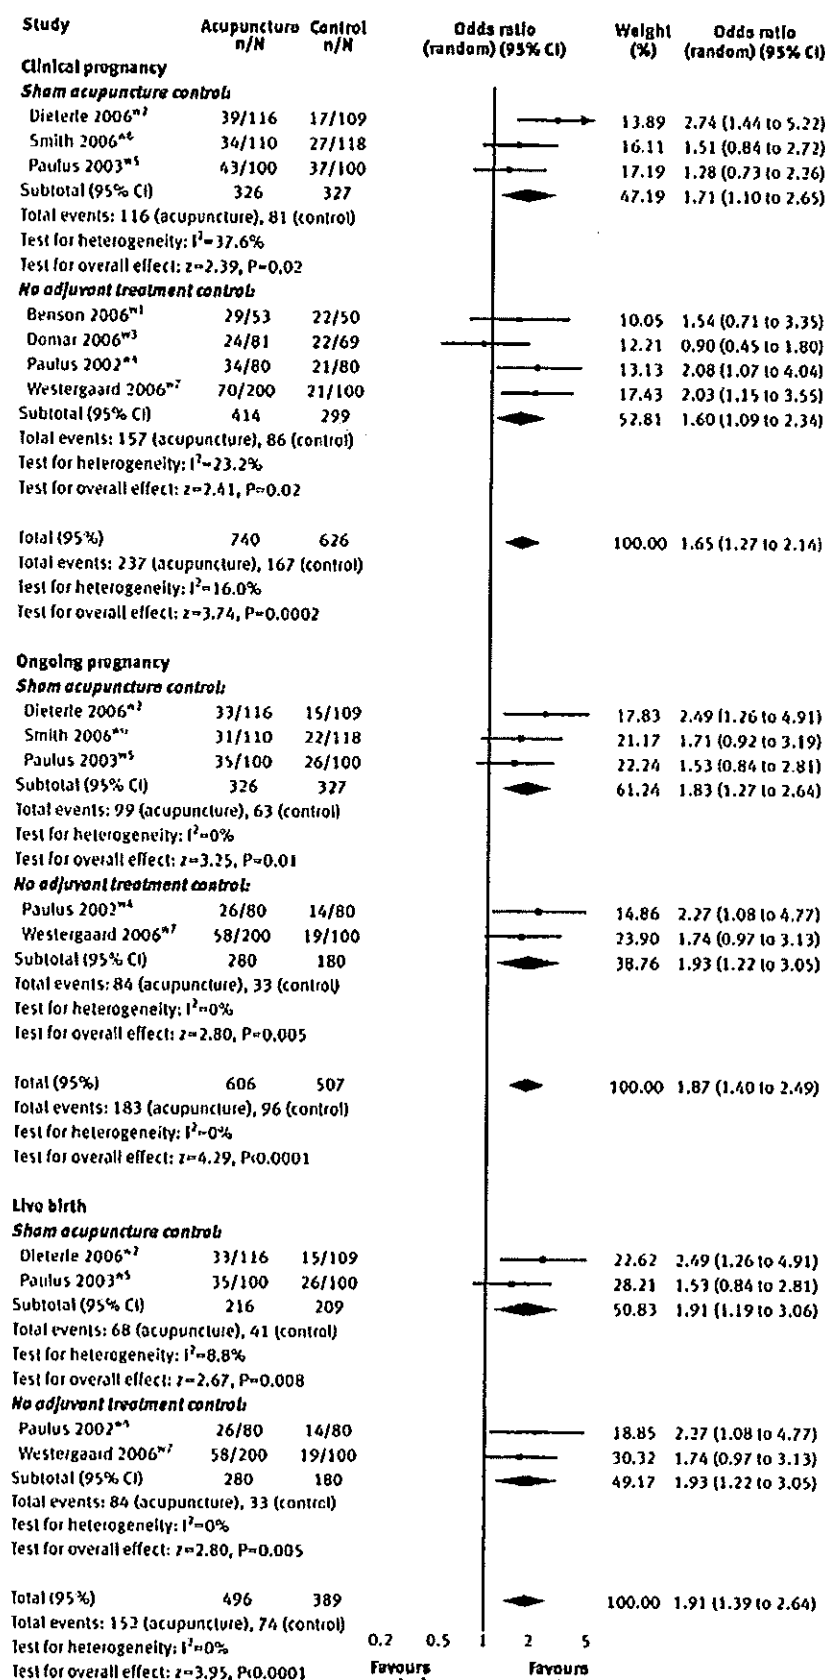 Study Acupuncture n/N Control n/N Odds ratio (random) (95% CI) Weight (%) Odds ratio (random) (95% CI)
Clinical pregnancy
Sham acupuncture control:
Dieterle 2006w2 39/116 17/109 13.89 2.74 (1.44 to 5.22)
Smith 2006w6 34/110 27/118 16.11 1.51 (0.84 to 2.72)
Paulus 2003w5 43/100 37/100 17.19 1.28 (0.73 to 2.26)
Subtotal (95% CI) 326 327 47.19 1.71 (1.10 to 2.65)
Total events: 116 (acupuncture), 81 (control)
Test for heterogeneity: I²=37.6%
Test for overall effect: z=2.39, P=0.02
No adjuvant treatment control:
Benson 2006w1 29/53 22/50 10.05 1.54 (0.71 to 3.35)
Domar 2006w3 24/81 22/69 12.21 0.90 (0.45 to 1.80)
Paulus 2002w4 34/80 21/80 13.13 2.08 (1.07 to 4.04)
Westergaard 2006w7 70/200 21/100 17.43 2.03 (1.15 to 3.55)
Subtotal (95% CI) 414 299 52.81 1.60 (1.09 to 2.34)
Total events: 157 (acupuncture), 86 (control)
Test for heterogeneity: I²=23.2%
Test for overall effect: z=2.41, P=0.02
Total (95%) 740 626 100.00 1.65 (1.27 to 2.14)
Total events: 237 (acupuncture), 167 (control)
Test for heterogeneity: I²=16.0%
Test for overall effect: z=3.74, P=0.0002
Ongoing pregnancy
Sham acupuncture control:
Dieterle 2006w2 33/116 15/109 17.83 2.49 (1.26 to 4.91)
Smith 2006w6 31/110 22/118 21.17 1.71 (0.92 to 3.19)
Paulus 2003w5 35/100 26/100 22.24 1.53 (0.84 to 2.81)
Subtotal (95% CI) 326 327 61.24 1.83 (1.27 to 2.64)
Total events: 99 (acupuncture), 63 (control)
Test for heterogeneity: I²=0%
Test for overall effect: z=3.25, P=0.01
No adjuvant treatment control:
Paulus 2002w4 26/80 14/80 14.86 2.27 (1.08 to 4.77)
Westergaard 2006w7 58/200 19/100 23.90 1.74 (0.97 to 3.13)
Subtotal (95% CI) 280 180 38.76 1.93 (1.22 to 3.05)
Total events: 84 (acupuncture), 33 (control)
Test for heterogeneity: I²=0%
Test for overall effect: z=2.80, P=0.005
Total (95%) 606 507 100.00 1.87 (1.40 to 2.49)
Total events: 183 (acupuncture), 96 (control)
Test for heterogeneity: I²=0%
Test for overall effect: z=4.29, P<0.0001
Live birth
Sham acupuncture control:
Dieterle 2006w2 33/116 15/109 22.62 2.49 (1.26 to 4.91)
Paulus 2003w5 35/100 26/100 28.21 1.53 (0.84 to 2.81)
Subtotal (95% CI) 216 209 50.83 1.91 (1.19 to 3.06)
Total events: 68 (acupuncture), 41 (control)
Test for heterogeneity: I²=8.8%
Test for overall effect: z=2.67, P=0.008
No adjuvant treatment control:
Paulus 2002w4 26/80 14/80 18.85 2.27 (1.08 to 4.77)
Westergaard 2006w7 58/200 19/100 30.32 1.74 (0.97 to 3.13)
Subtotal (95% CI) 280 180 49.17 1.93 (1.22 to 3.05)
Total events: 84 (acupuncture), 33 (control)
Test for heterogeneity: I²=0%
Test for overall effect: z=2.80, P=0.005
Total (95%) 496 389 100.00 1.91 (1.39 to 2.64)
Total events: 152 (acupuncture), 74 (control)
Test for heterogeneity: I²=0% 0.2 0.5 1 2 5
Test for overall effect: z=3.95, P<0.0001 Favours Favours